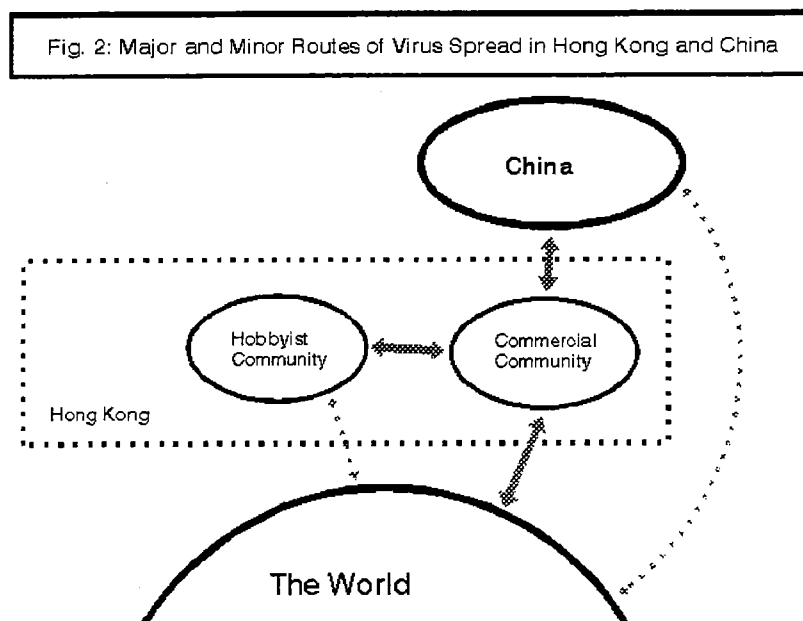 Fig. 2: Major and Minor Routes of Virus Spread in Hong Kong and China
China
Hobbyist
Community
Commercial
Community
Hong Kong
The World